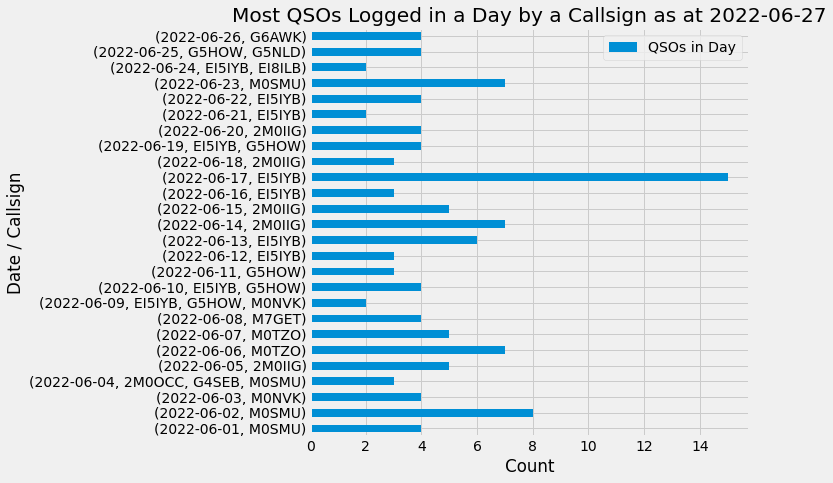 Most QSOs Logged in a Day by a Callsign as at 2022-06-27
QSOs in Day
Date / Callsign
(2022-06-26, G6AWK)
(2022-06-25, G5HOW, G5NLD)
(2022-06-24, EI5IYB, EI8ILB)
(2022-06-23, M0SMU)
(2022-06-22, EI5IYB)
(2022-06-21, EI5IYB)
(2022-06-20, 2M0IIG)
(2022-06-19, EI5IYB, G5HOW)
(2022-06-18, 2M0IIG)
(2022-06-17, EI5IYB)
(2022-06-16, EI5IYB)
(2022-06-15, 2M0IIG)
(2022-06-14, 2M0IIG)
(2022-06-13, EI5IYB)
(2022-06-12, EI5IYB)
(2022-06-11, G5HOW)
(2022-06-10, EI5IYB, G5HOW)
(2022-06-09, EI5IYB, G5HOW, M0NVK)
(2022-06-08, M7GET)
(2022-06-07, M0TZO)
(2022-06-06, M0TZO)
(2022-06-05, 2M0IIG)
(2022-06-04, 2M0OCC, G4SEB, M0SMU)
(2022-06-03, M0NVK)
(2022-06-02, M0SMU)
(2022-06-01, M0SMU)
0 2 4 6 8 10 12 14
Count